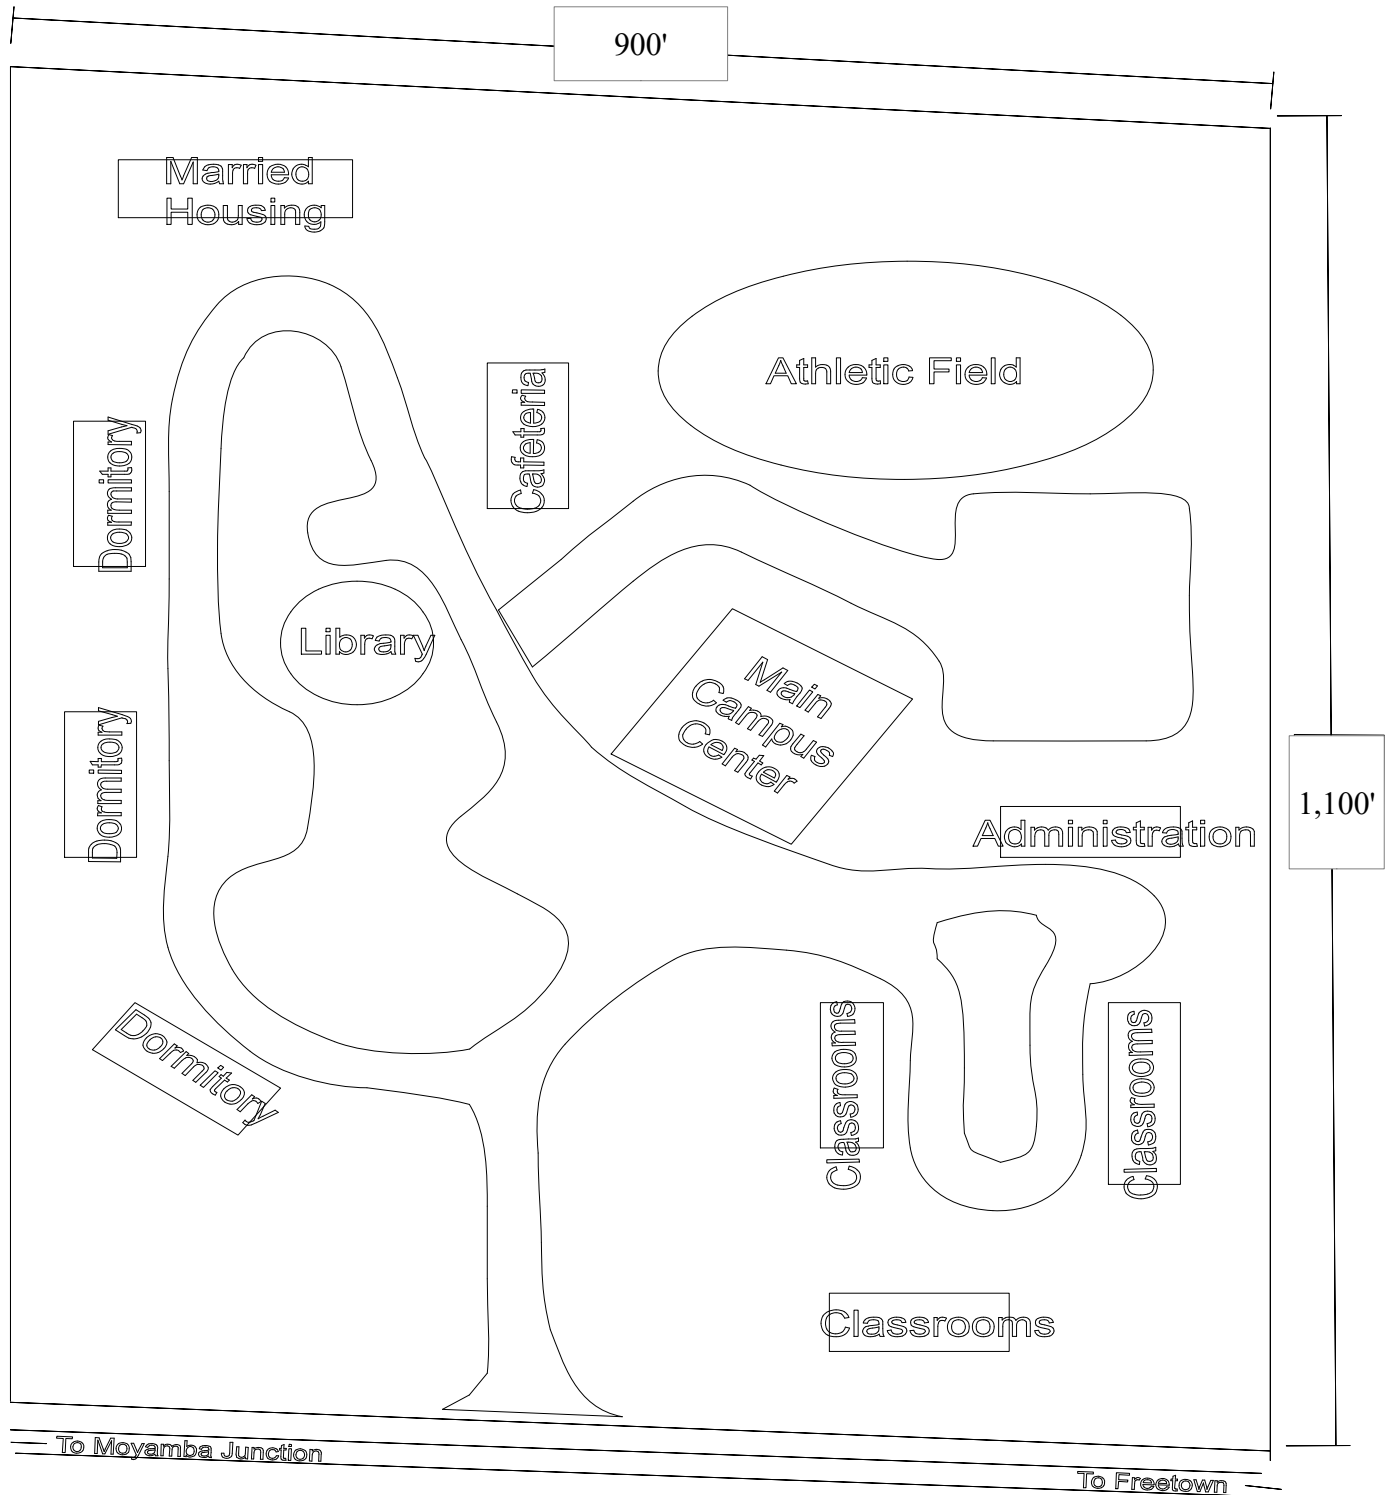 900'
Married
Housing
Athletic Field
Cafeteria
Dormitory
Library
Main
Campus
Center
Dormitory
1,100'
Administration
Dormitory
Classrooms
Classrooms
Classrooms
To Moyamba Junction
To Freetown